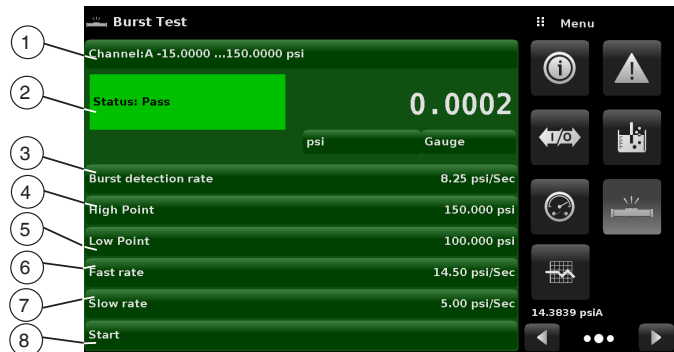 Burst Test
Menu
1
Channel:A -15.0000 ...150.0000 psi
2
Status: Pass
0.0002
psi
Gauge
I/O
3
Burst detection rate
8.25 psi/Sec
4
High Point
150.000 psi
5
Low Point
100.000 psi
6
Fast rate
14.50 psi/Sec
7
Slow rate
5.00 psi/Sec
14.3839 psiA
8
Start